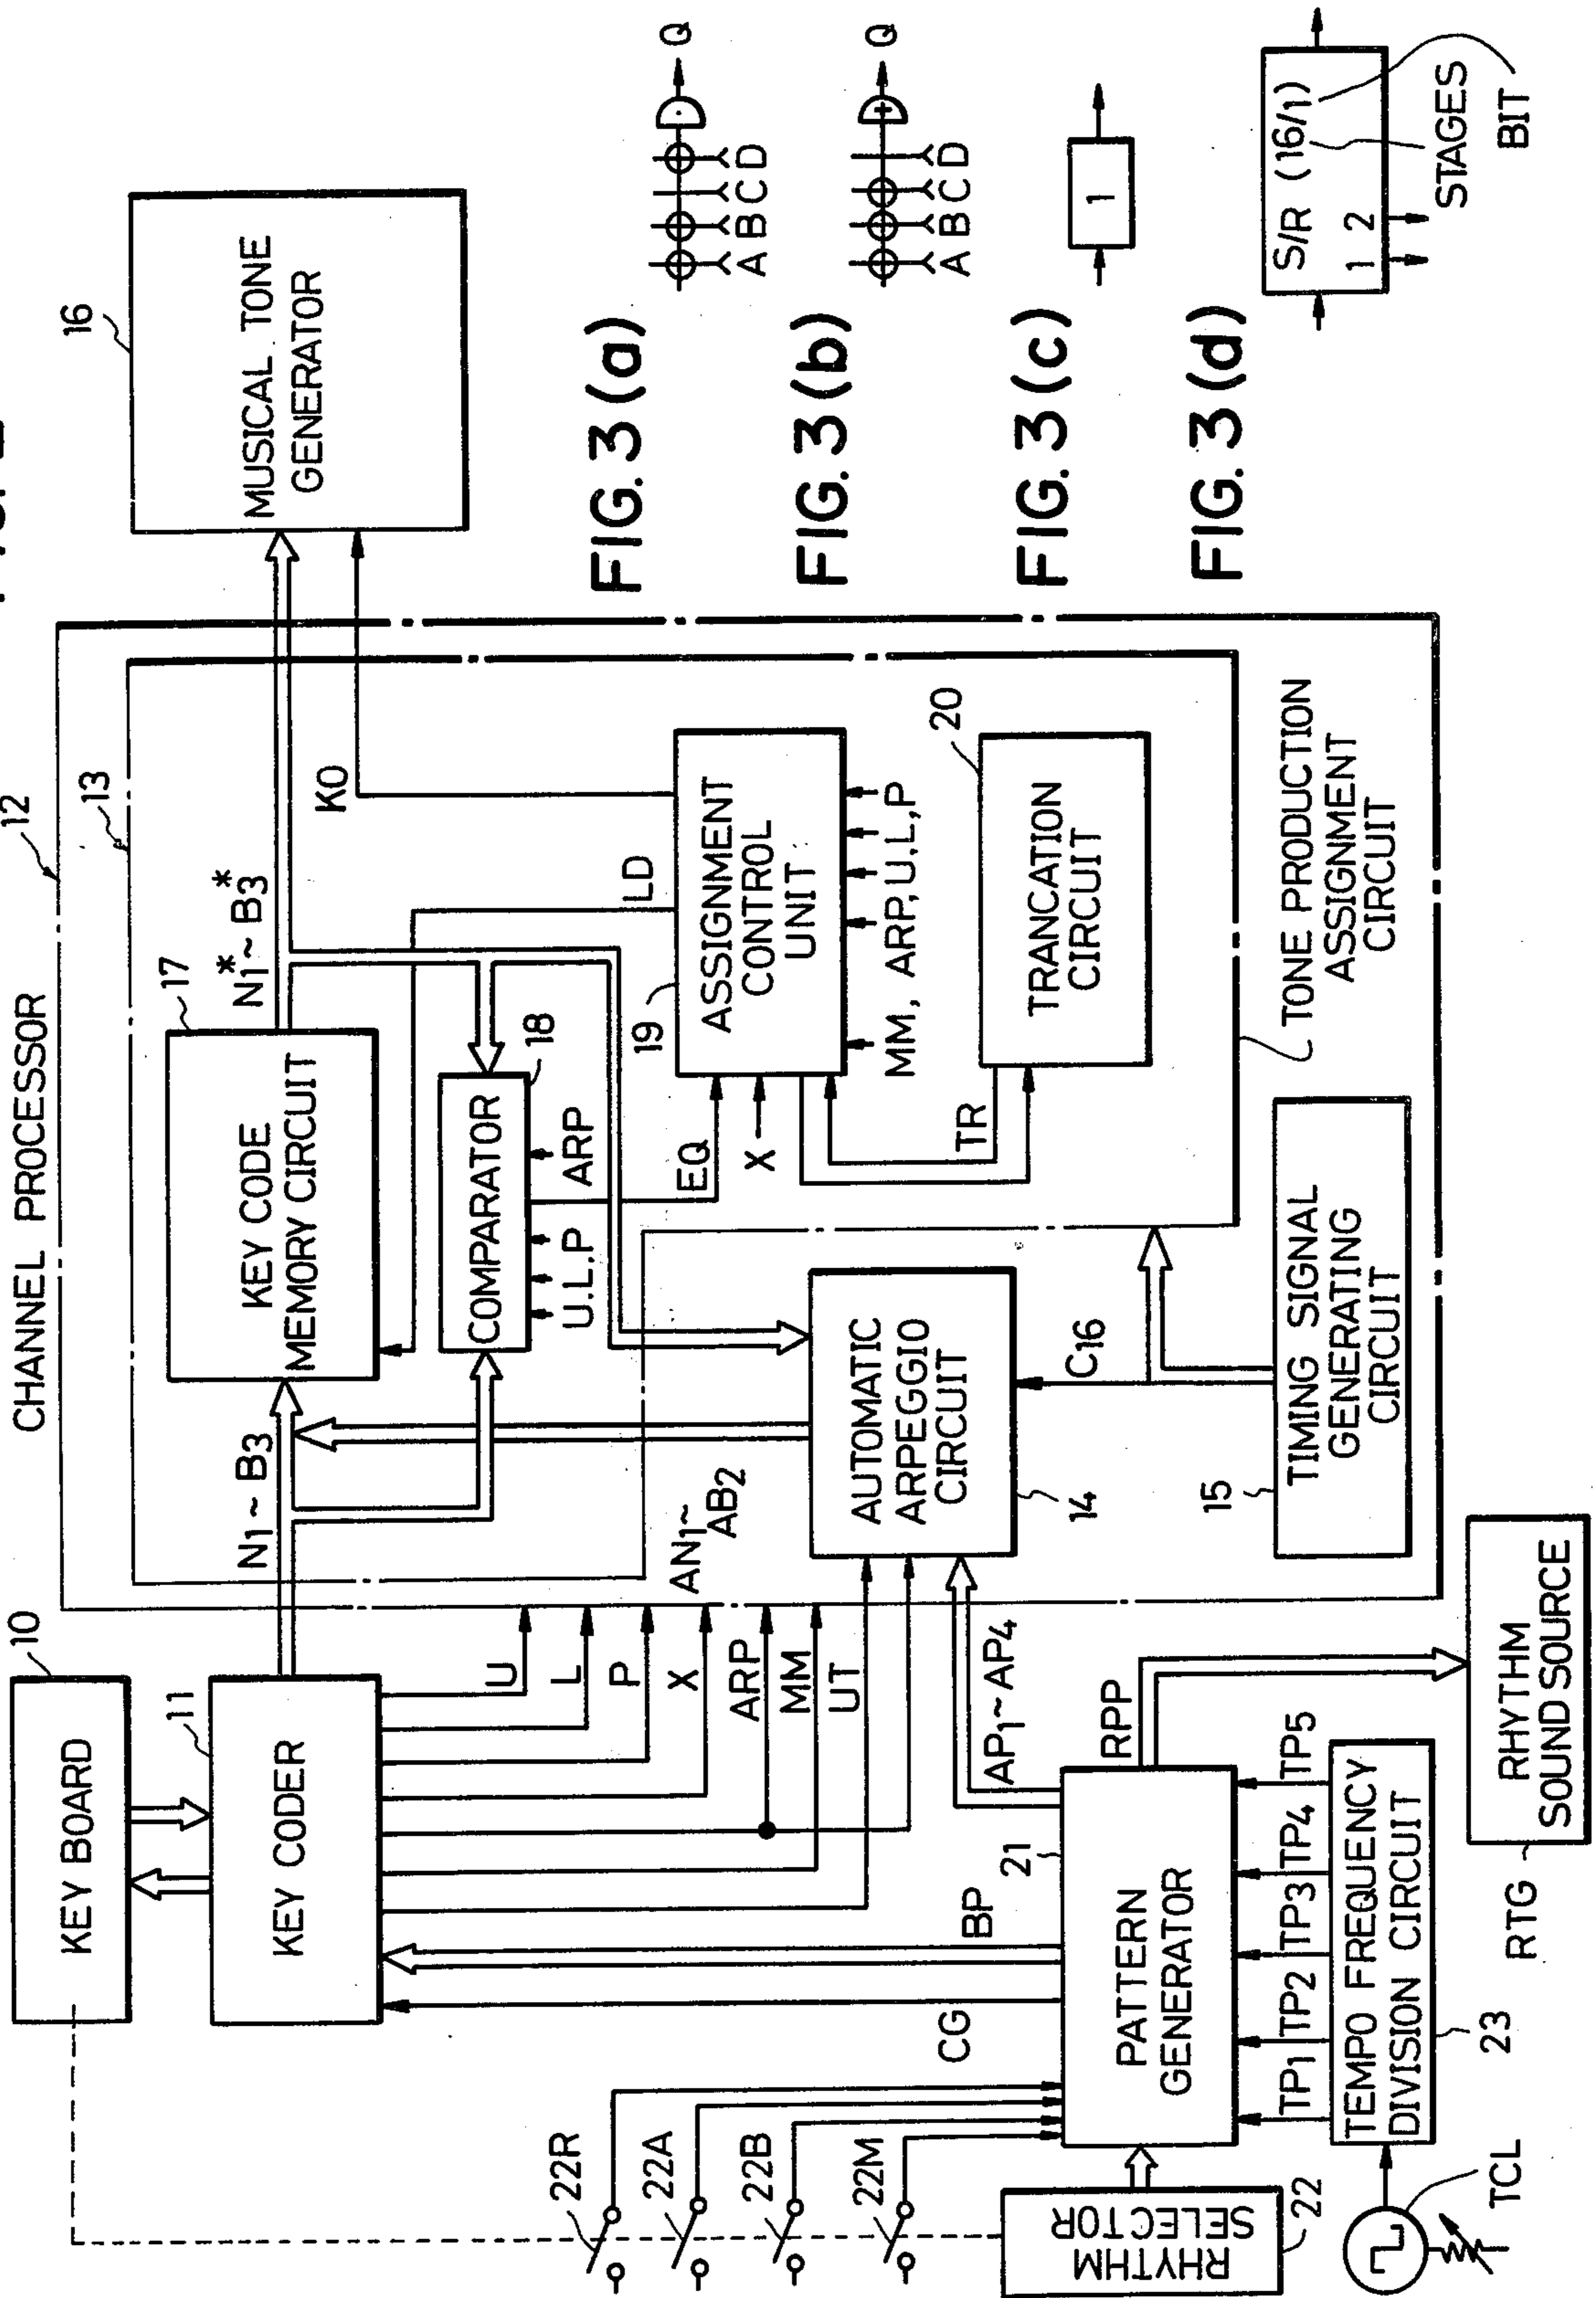 CHANNEL PROCESSOR
12
13
10
KEY BOARD
11
KEY CODER
N1 ~ B3
17
KEY CODE
MEMORY CIRCUIT
N1* ~ B3*
16
MUSICAL TONE
GENERATOR
KO
LD
18
COMPARATOR
U.L.P
ARP
EQ
X
19
ASSIGNMENT
CONTROL
UNIT
MM, ARP, U.L,P
TR
20
TRANCATION
CIRCUIT
TONE PRODUCTION
ASSIGNMENT
CIRCUIT
U
L
P
X
ARP
MM
UT
AN1~
AB2
AUTOMATIC
ARPEGGIO
CIRCUIT
14
C16
15
TIMING SIGNAL
GENERATING
CIRCUIT
AP1 ~ AP4
RPP
BP
CG
21
PATTERN
GENERATOR
22R
22A
22B
22M
RHYTHM
SELECTOR
22
TP1
TP2
TP3
TP4
TP5
TEMPO FREQUENCY
DIVISION CIRCUIT
23
TCL
RHYTHM
SOUND SOURCE
RTG
FIG. 3 (a)
A B C D
Q
FIG. 3 (b)
A B C D
Q
FIG. 3 (c)
1
FIG. 3 (d)
S/R (16/1)
1 2
STAGES
BIT